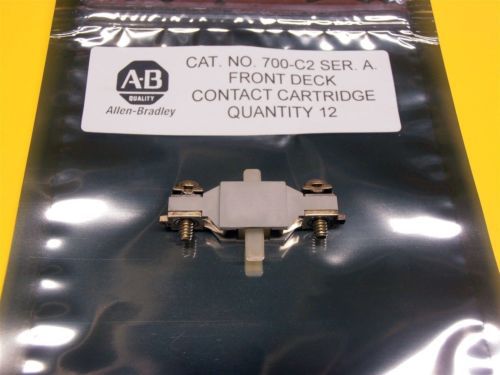 A-B
QUALITY
Allen-Bradley
CAT. NO. 700-C2 SER. A.
FRONT DECK
CONTACT CARTRIDGE
QUANTITY 12